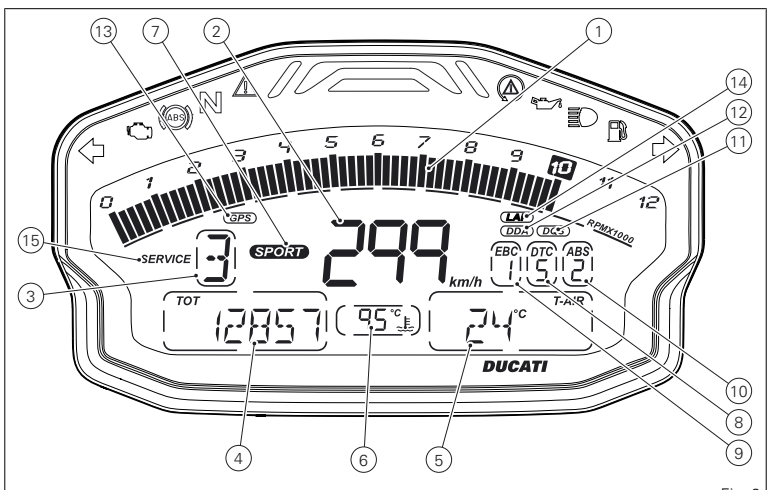 13 7 2 1
14
12
11
ABS N
0 1 2 3 4 5 6 7 8 9 10 11 12
GPS LAP
DDA DQS RPMX1000
15 SERVICE 3 SPORT 299 km/h
EBC DTC ABS
1 5 2
3
TOT T-AIR
12857 95 °C 24 °C
DUCATI
10
8
9
4 6 5